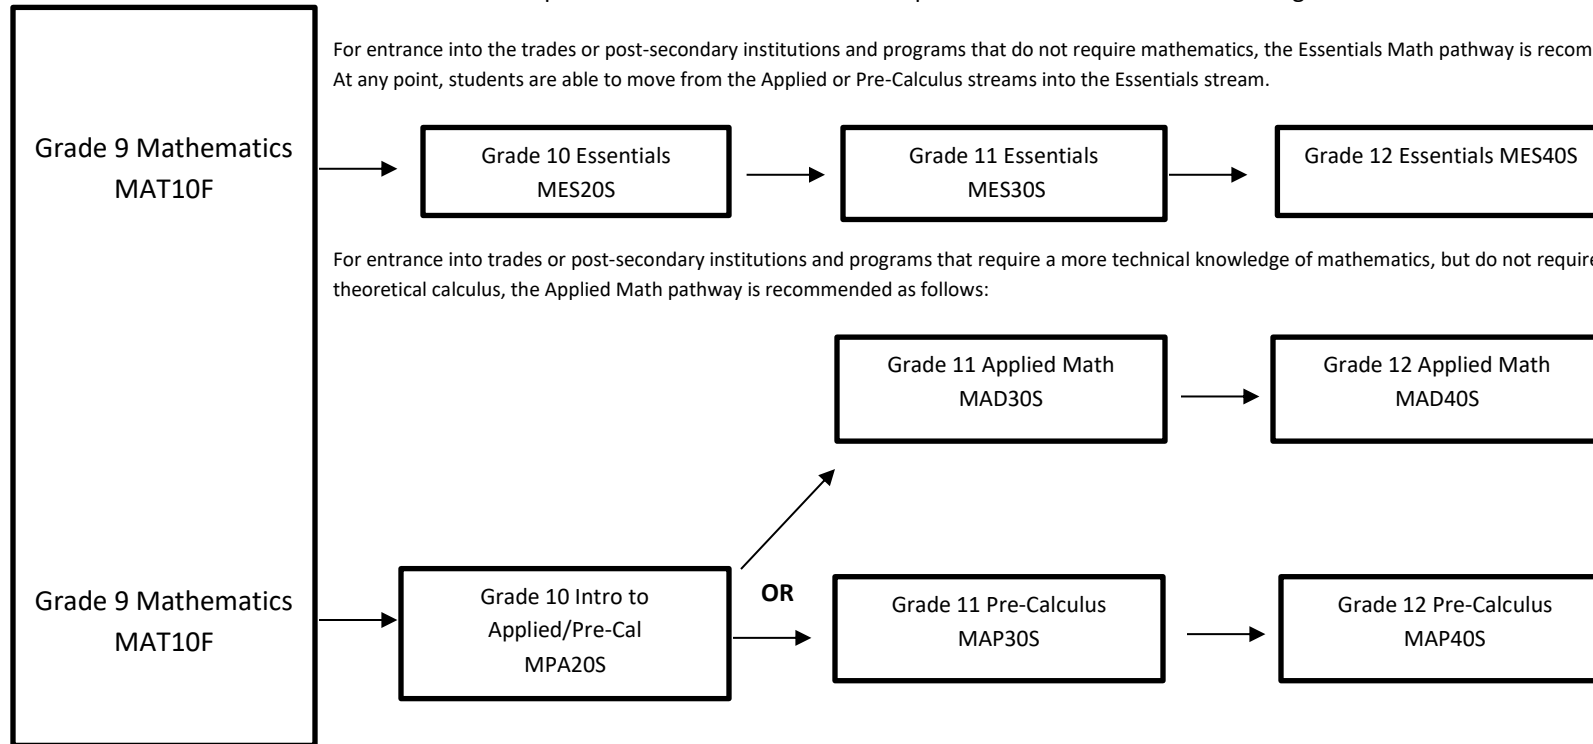 For entrance into the trades or post-secondary institutions and programs that do not require mathematics, the Essentials Math pathway is recom
At any point, students are able to move from the Applied or Pre-Calculus streams into the Essentials stream.
Grade 9 Mathematics
MAT10F
Grade 10 Essentials
MES20S
Grade 11 Essentials
MES30S
Grade 12 Essentials MES40S
For entrance into trades or post-secondary institutions and programs that require a more technical knowledge of mathematics, but do not require
theoretical calculus, the Applied Math pathway is recommended as follows:
Grade 11 Applied Math
MAD30S
Grade 12 Applied Math
MAD40S
Grade 9 Mathematics
MAT10F
Grade 10 Intro to
Applied/Pre-Cal
MPA20S
OR
Grade 11 Pre-Calculus
MAP30S
Grade 12 Pre-Calculus
MAP40S